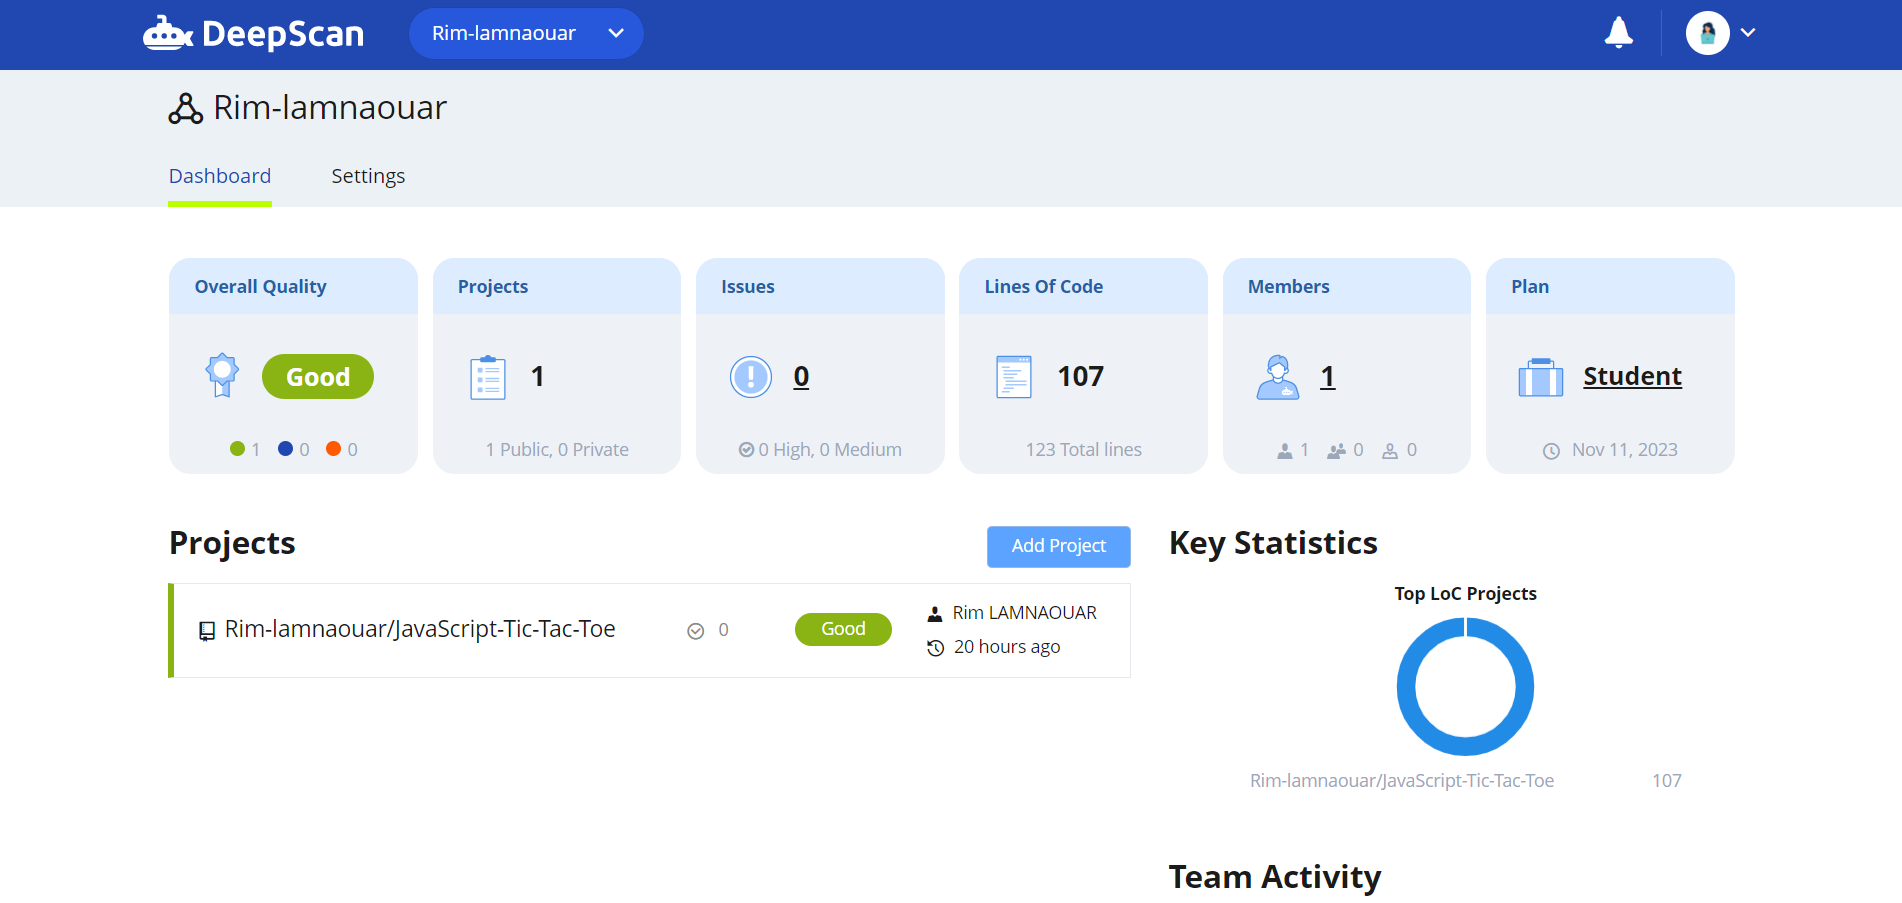 DeepScan
Rim-lamnaouar
Rim-lamnaouar
Dashboard
Settings
Overall Quality
Good
1 0 0
Projects
1
1 Public, 0 Private
Issues
0
0 High, 0 Medium
Lines Of Code
107
123 Total lines
Members
1
1 0 0
Plan
Student
Nov 11, 2023
Projects
Add Project
Rim-lamnaouar/JavaScript-Tic-Tac-Toe
0
Good
Rim LAMNAOUAR
20 hours ago
Key Statistics
Top LoC Projects
Rim-lamnaouar/JavaScript-Tic-Tac-Toe 107
Team Activity